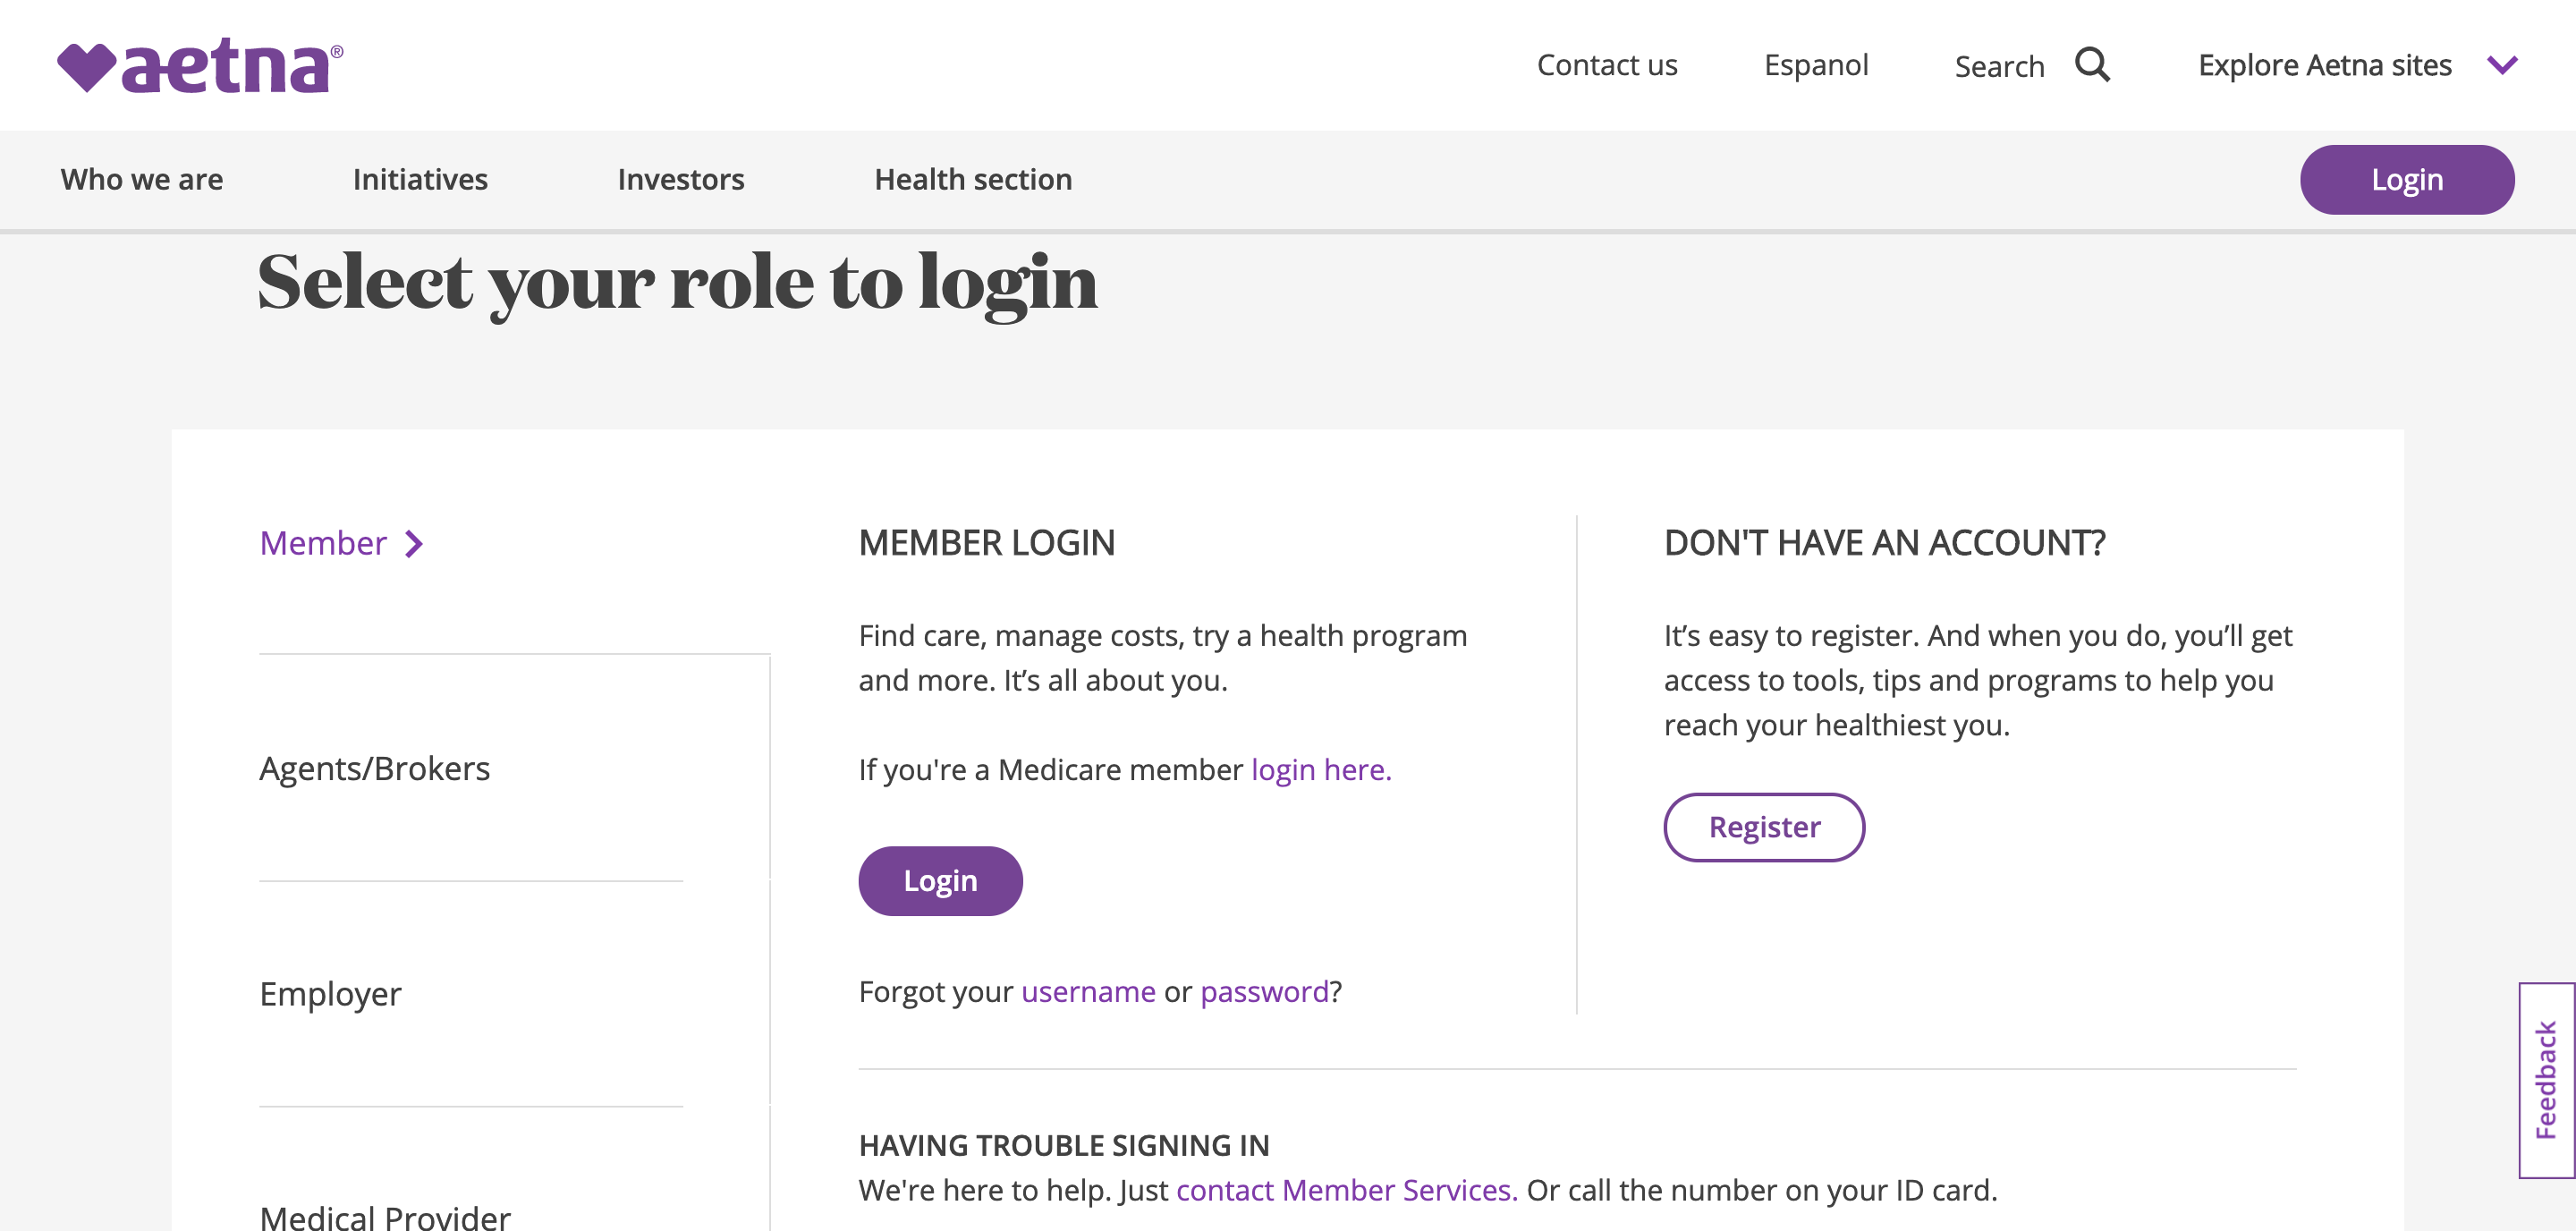 aetna®
Contact us
Espanol
Search
Explore Aetna sites
Who we are
Initiatives
Investors
Health section
Login
Select your role to login
Member
Agents/Brokers
Employer
Medical Provider
MEMBER LOGIN
Find care, manage costs, try a health program
and more. It’s all about you.
If you're a Medicare member login here.
Login
Forgot your username or password?
DON'T HAVE AN ACCOUNT?
It’s easy to register. And when you do, you’ll get
access to tools, tips and programs to help you
reach your healthiest you.
Register
HAVING TROUBLE SIGNING IN
We're here to help. Just contact Member Services. Or call the number on your ID card.
Feedback